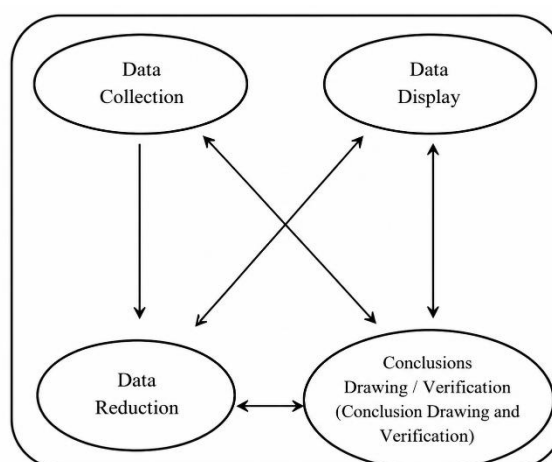 Data
Collection
Data
Display
Data
Reduction
Conclusions
Drawing / Verification
(Conclusion Drawing and
Verification)